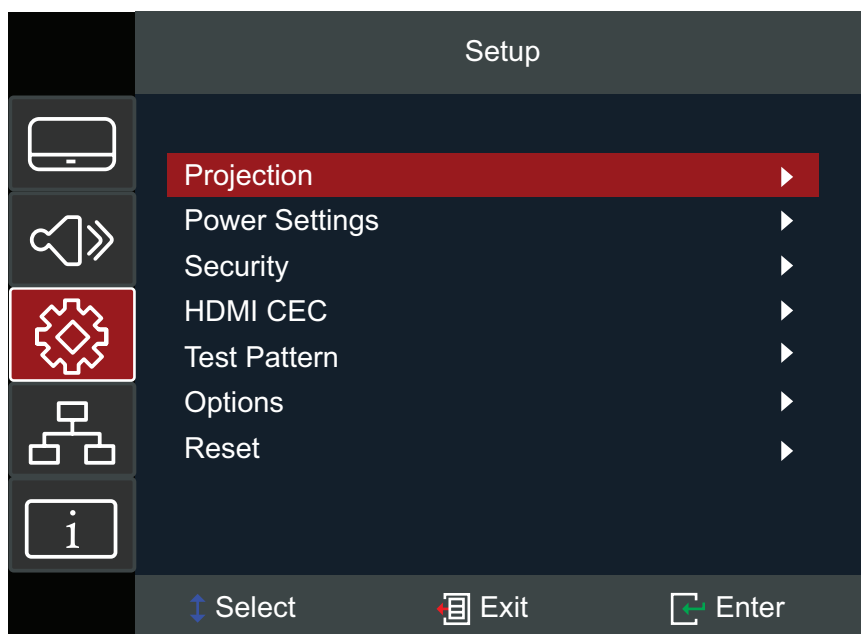 Setup
Projection
Power Settings
Security
HDMI CEC
Test Pattern
Options
Reset
i
Select Exit Enter